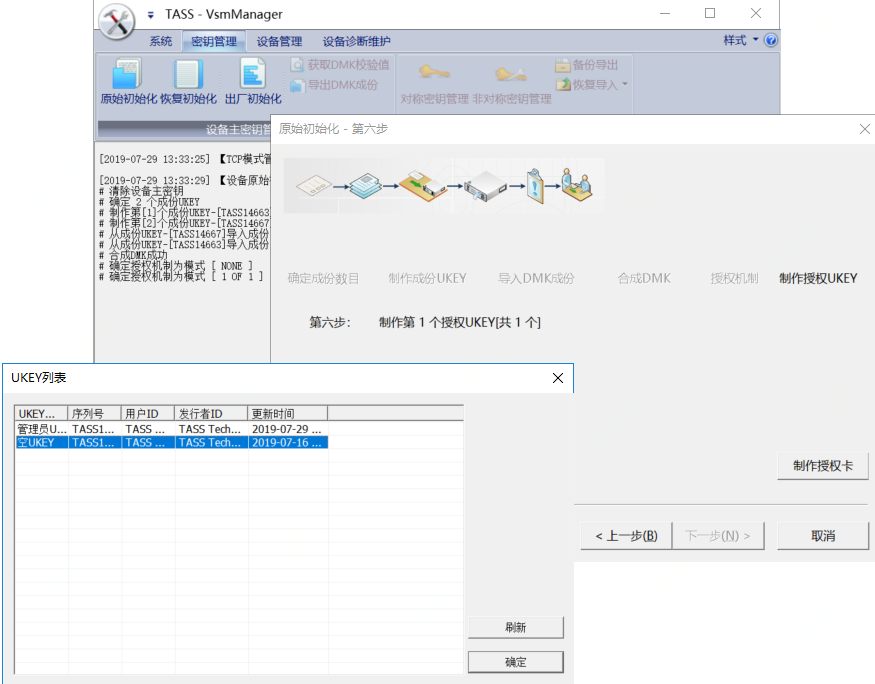 TASS - VsmManager
系统 密钥管理 设备管理 设备诊断维护 样式
获取DMK校验值
导出DMK成份
备份导出
恢复导入
原始初始化 恢复初始化 出厂初始化
对称密钥管理 非对称密钥管理
设备主密钥管
原始初始化 - 第六步
[2019-07-29 13:33:25] 【TCP模式管
[2019-07-29 13:33:29] 【设备原始
# 清除设备主密钥
# 确定 2 个成份UKEY
# 制作第[1]个成份UKEY-[TASS14663
# 制作第[2]个成份UKEY-[TASS14667
# 从成份UKEY-[TASS14667]导入成份
# 从成份UKEY-[TASS14663]导入成份
# 合成DMK成功
# 确定授权机制为模式 [ NONE ]
# 确定授权机制为模式 [ 1 OF 1 ]
确定成份数目 制作成份UKEY 导入DMK成份 合成DMK 授权机制 制作授权UKEY
第六步： 制作第 1 个授权UKEY[共 1 个]
UKEY列表
UKEY... 序列号 用户ID 发行者ID 更新时间
管理员U... TASS1... TASS ... TASS Tech... 2019-07-29 ...
空UKEY TASS1... TASS ... TASS Tech... 2019-07-16 ...
制作授权卡
< 上一步(B) 下一步(N) > 取消
刷新
确定